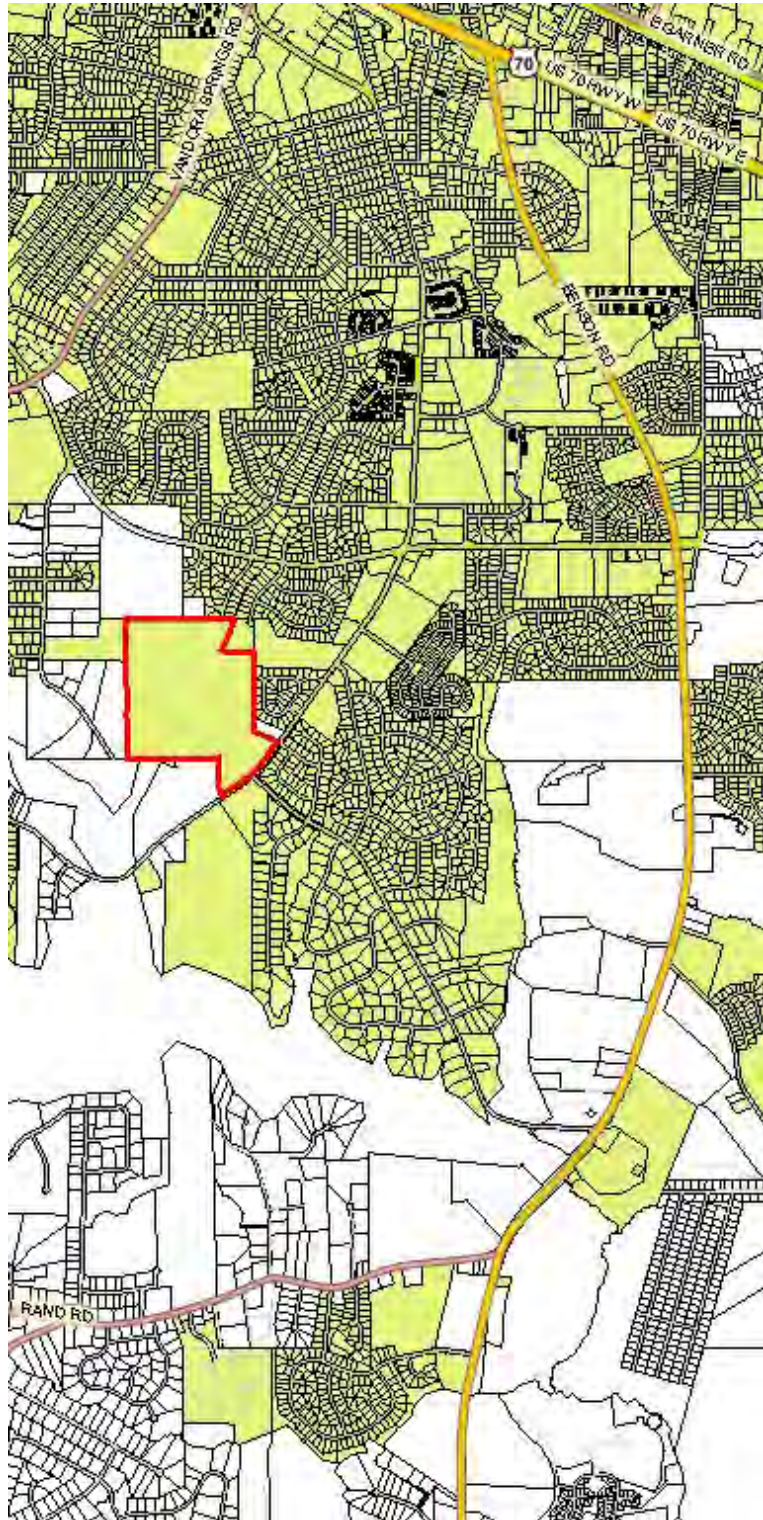 E GARNER RD
70
US 70 HWY W
US 70 HWY E
VANDORA SPRINGS RD
BENSON RD
RAND RD